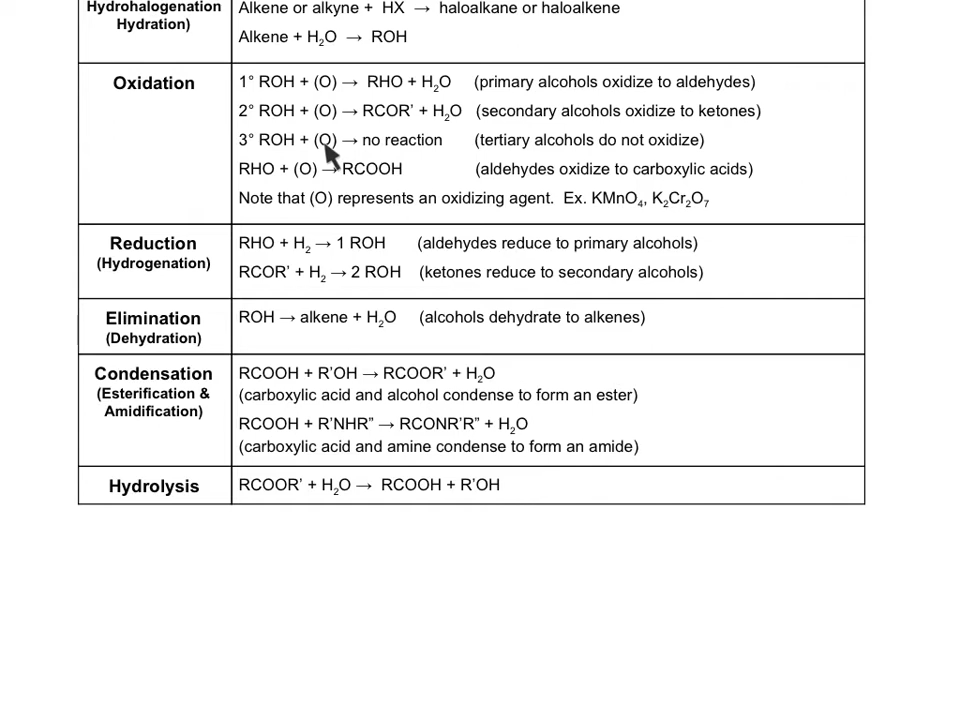 Hydrohalogenation
Hydration)
Alkene or alkyne + HX → haloalkane or haloalkene
Alkene + H₂O → ROH
Oxidation
1° ROH + (O) → RHO + H₂O (primary alcohols oxidize to aldehydes)
2° ROH + (O) → RCOR' + H₂O (secondary alcohols oxidize to ketones)
3° ROH + (O) → no reaction (tertiary alcohols do not oxidize)
RHO + (O) → RCOOH (aldehydes oxidize to carboxylic acids)
Note that (O) represents an oxidizing agent. Ex. KMnO₄, K₂Cr₂O₇
Reduction
(Hydrogenation)
RHO + H₂ → 1 ROH (aldehydes reduce to primary alcohols)
RCOR' + H₂ → 2 ROH (ketones reduce to secondary alcohols)
Elimination
(Dehydration)
ROH → alkene + H₂O (alcohols dehydrate to alkenes)
Condensation
(Esterification &
Amidification)
RCOOH + R'OH → RCOOR' + H₂O
(carboxylic acid and alcohol condense to form an ester)
RCOOH + R'NHR" → RCONR'R" + H₂O
(carboxylic acid and amine condense to form an amide)
Hydrolysis
RCOOR' + H₂O → RCOOH + R'OH